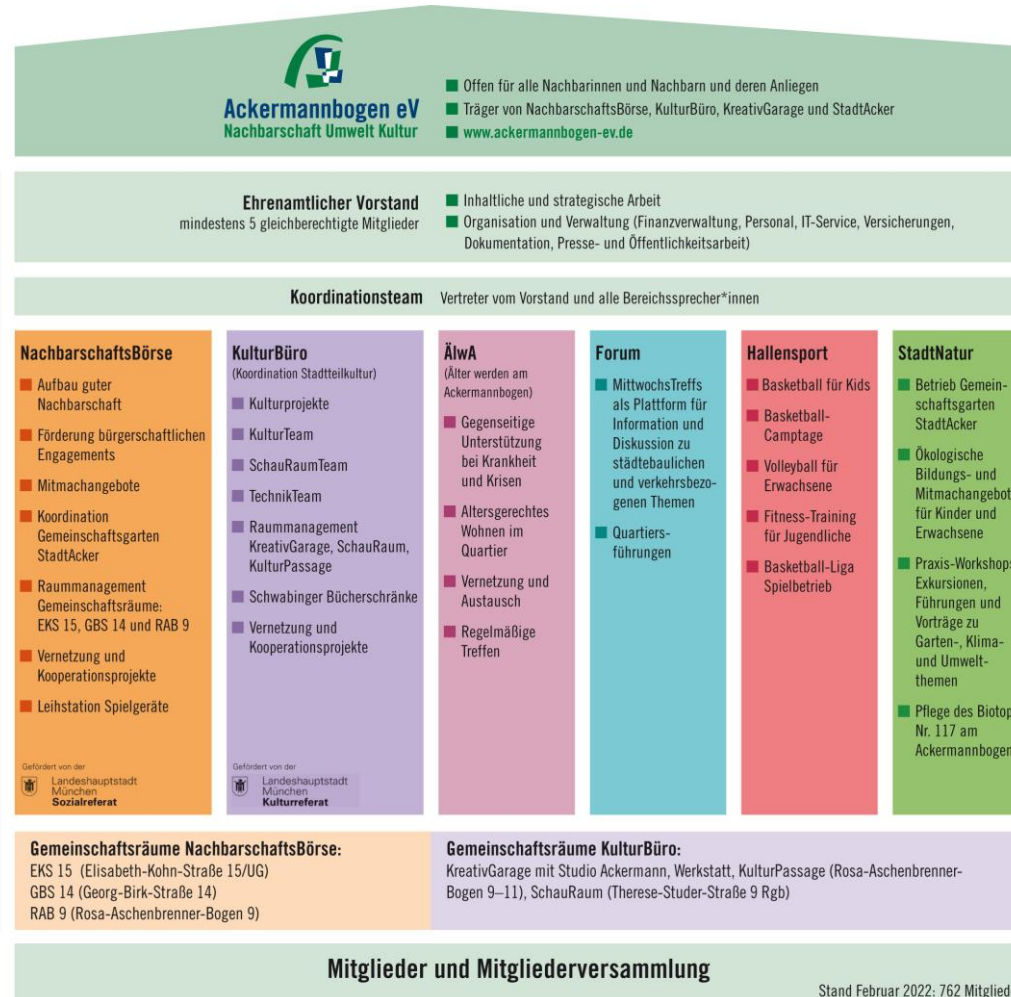 Ackermannbogen eV
Nachbarschaft Umwelt Kultur
Offen für alle Nachbarinnen und Nachbarn und deren Anliegen
Träger von NachbarschaftsBörse, KulturBüro, KreativGarage und StadtAcker
www.ackermannbogen-ev.de
Ehrenamtlicher Vorstand
mindestens 5 gleichberechtigte Mitglieder
Inhaltliche und strategische Arbeit
Organisation und Verwaltung (Finanzverwaltung, Personal, IT-Service, Versicherungen,
Dokumentation, Presse- und Öffentlichkeitsarbeit)
Koordinationsteam Vertreter vom Vorstand und alle Bereichssprecher*innen
NachbarschaftsBörse
Aufbau guter
Nachbarschaft
Förderung bürgerschaftlichen
Engagements
Mitmachangebote
Koordination
Gemeinschaftsgarten
StadtAcker
Raummanagement
Gemeinschaftsräume:
EKS 15, GBS 14 und RAB 9
Vernetzung und
Kooperationsprojekte
Leihstation Spielgeräte
Gefördert von der
Landeshauptstadt
München
Sozialreferat
KulturBüro
(Koordination Stadtteilkultur)
Kulturprojekte
KulturTeam
SchauRaumTeam
TechnikTeam
Raummanagement
KreativGarage, SchauRaum,
KulturPassage
Schwabinger Bücherschränke
Vernetzung und
Kooperationsprojekte
Gefördert von der
Landeshauptstadt
München
Kulturreferat
ÄlwA
(Älter werden am
Ackermannbogen)
Gegenseitige
Unterstützung
bei Krankheit
und Krisen
Altersgerechtes
Wohnen im
Quartier
Vernetzung und
Austausch
Regelmäßige
Treffen
Forum
MittwochsTreffs
als Plattform für
Information und
Diskussion zu
städtebaulichen
und verkehrsbezo-
genen Themen
Quartiers-
führungen
Hallensport
Basketball für Kids
Basketball-
Camptage
Volleyball für
Erwachsene
Fitness-Training
für Jugendliche
Basketball-Liga
Spielbetrieb
StadtNatur
Betrieb Gemein-
schaftsgarten
StadtAcker
Ökologische
Bildungs- und
Mitmachangebot
für Kinder und
Erwachsene
Praxis-Workshops
Exkursionen,
Führungen und
Vorträge zu
Garten-, Klima-
und Umwelt-
themen
Pflege des Biotop
Nr. 117 am
Ackermannbogen
Gemeinschaftsräume NachbarschaftsBörse:
EKS 15 (Elisabeth-Kohn-Straße 15/UG)
GBS 14 (Georg-Birk-Straße 14)
RAB 9 (Rosa-Aschenbrenner-Bogen 9)
Gemeinschaftsräume KulturBüro:
KreativGarage mit Studio Ackermann, Werkstatt, KulturPassage (Rosa-Aschenbrenner-
Bogen 9–11), SchauRaum (Therese-Studer-Straße 9 Rgb)
Mitglieder und Mitgliederversammlung
Stand Februar 2022: 762 Mitglied